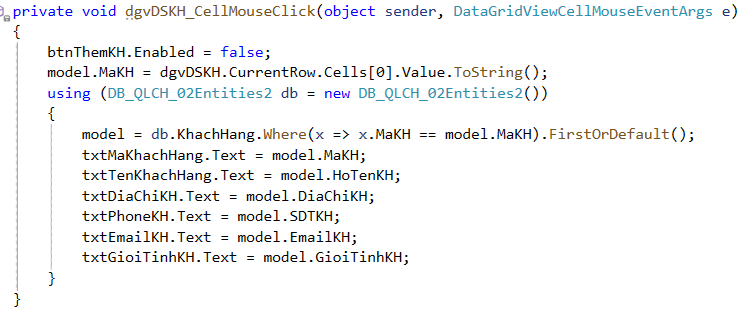 private void dgvDSKH_CellMouseClick(object sender, DataGridViewCellMouseEventArgs e)
{
btnThemKH.Enabled = false;
model.MaKH = dgvDSKH.CurrentRow.Cells[0].Value.ToString();
using (DB_QLCH_02Entities2 db = new DB_QLCH_02Entities2())
{
model = db.KhachHang.Where(x => x.MaKH == model.MaKH).FirstOrDefault();
txtMaKhachHang.Text = model.MaKH;
txtTenKhachHang.Text = model.HoTenKH;
txtDiaChiKH.Text = model.DiaChiKH;
txtPhoneKH.Text = model.SDTKH;
txtEmailKH.Text = model.EmailKH;
txtGioiTinhKH.Text = model.GioiTinhKH;
}
}